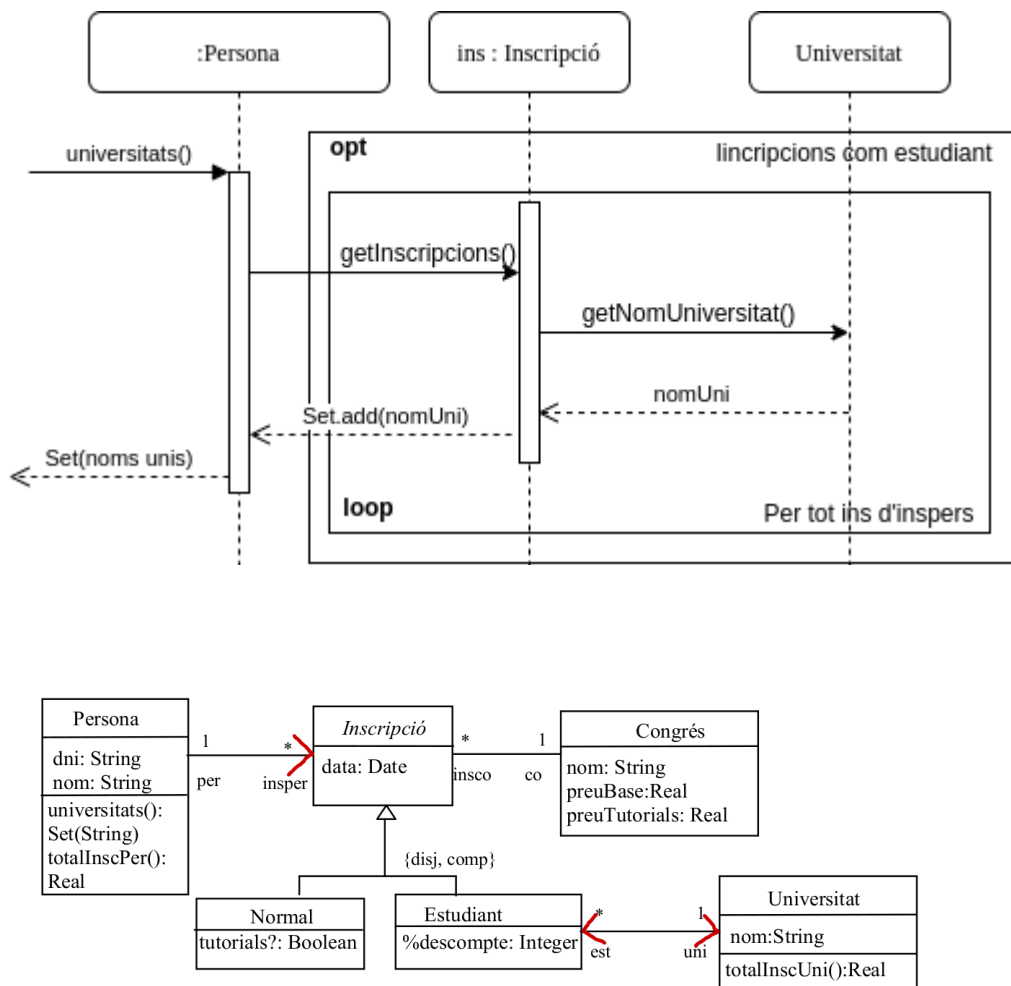 :Persona
ins : Inscripció
Universitat
universitats()
opt
lincripcions com estudiant
getInscripcions()
getNomUniversitat()
nomUni
Set.add(nomUni)
Set(noms unis)
loop
Per tot ins d'inspers
Persona
dni: String
nom: String
universitats():
Set(String)
totalInscPer():
Real
1
per
*
insper
Inscripció
data: Date
*
insco
1
co
Congrés
nom: String
preuBase:Real
preuTutorials: Real
{disj, comp}
Normal
tutorials?: Boolean
Estudiant
%descompte: Integer
*
est
1
uni
Universitat
nom:String
totalInscUni():Real